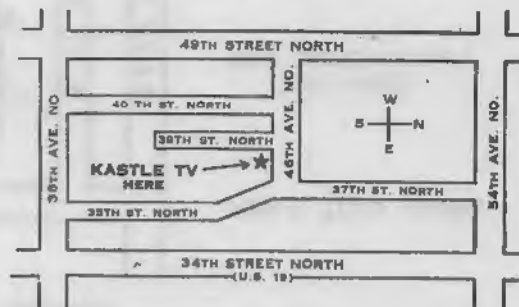 49TH STREET NORTH
40 TH ST. NORTH
38TH ST. NORTH
38TH AVE. NO.
46TH AVE. NO.
54TH AVE. NO.
W
S N
E
KASTLE TV
HERE
37TH ST. NORTH
35TH ST. NORTH
34TH STREET NORTH
(U.S. 19)